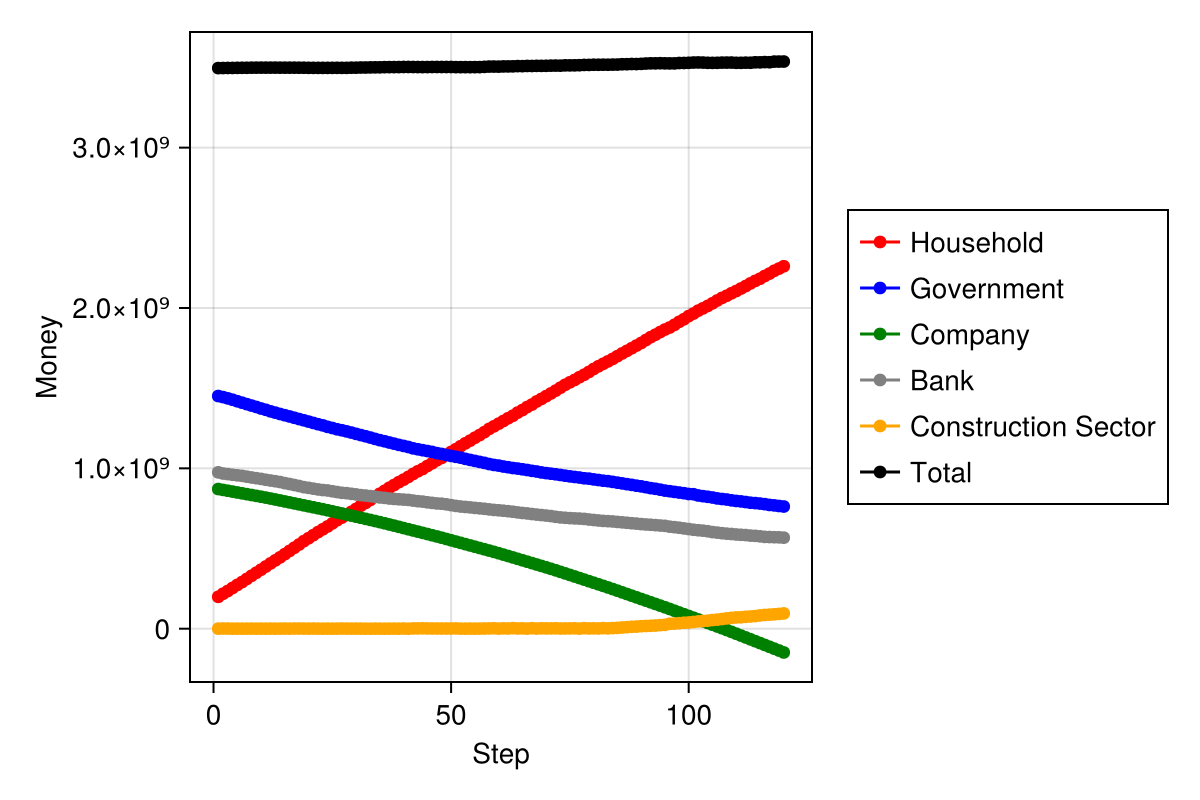 3.0×10⁹
2.0×10⁹
1.0×10⁹
0
Money
0
50
100
Step
Household
Government
Company
Bank
Construction Sector
Total